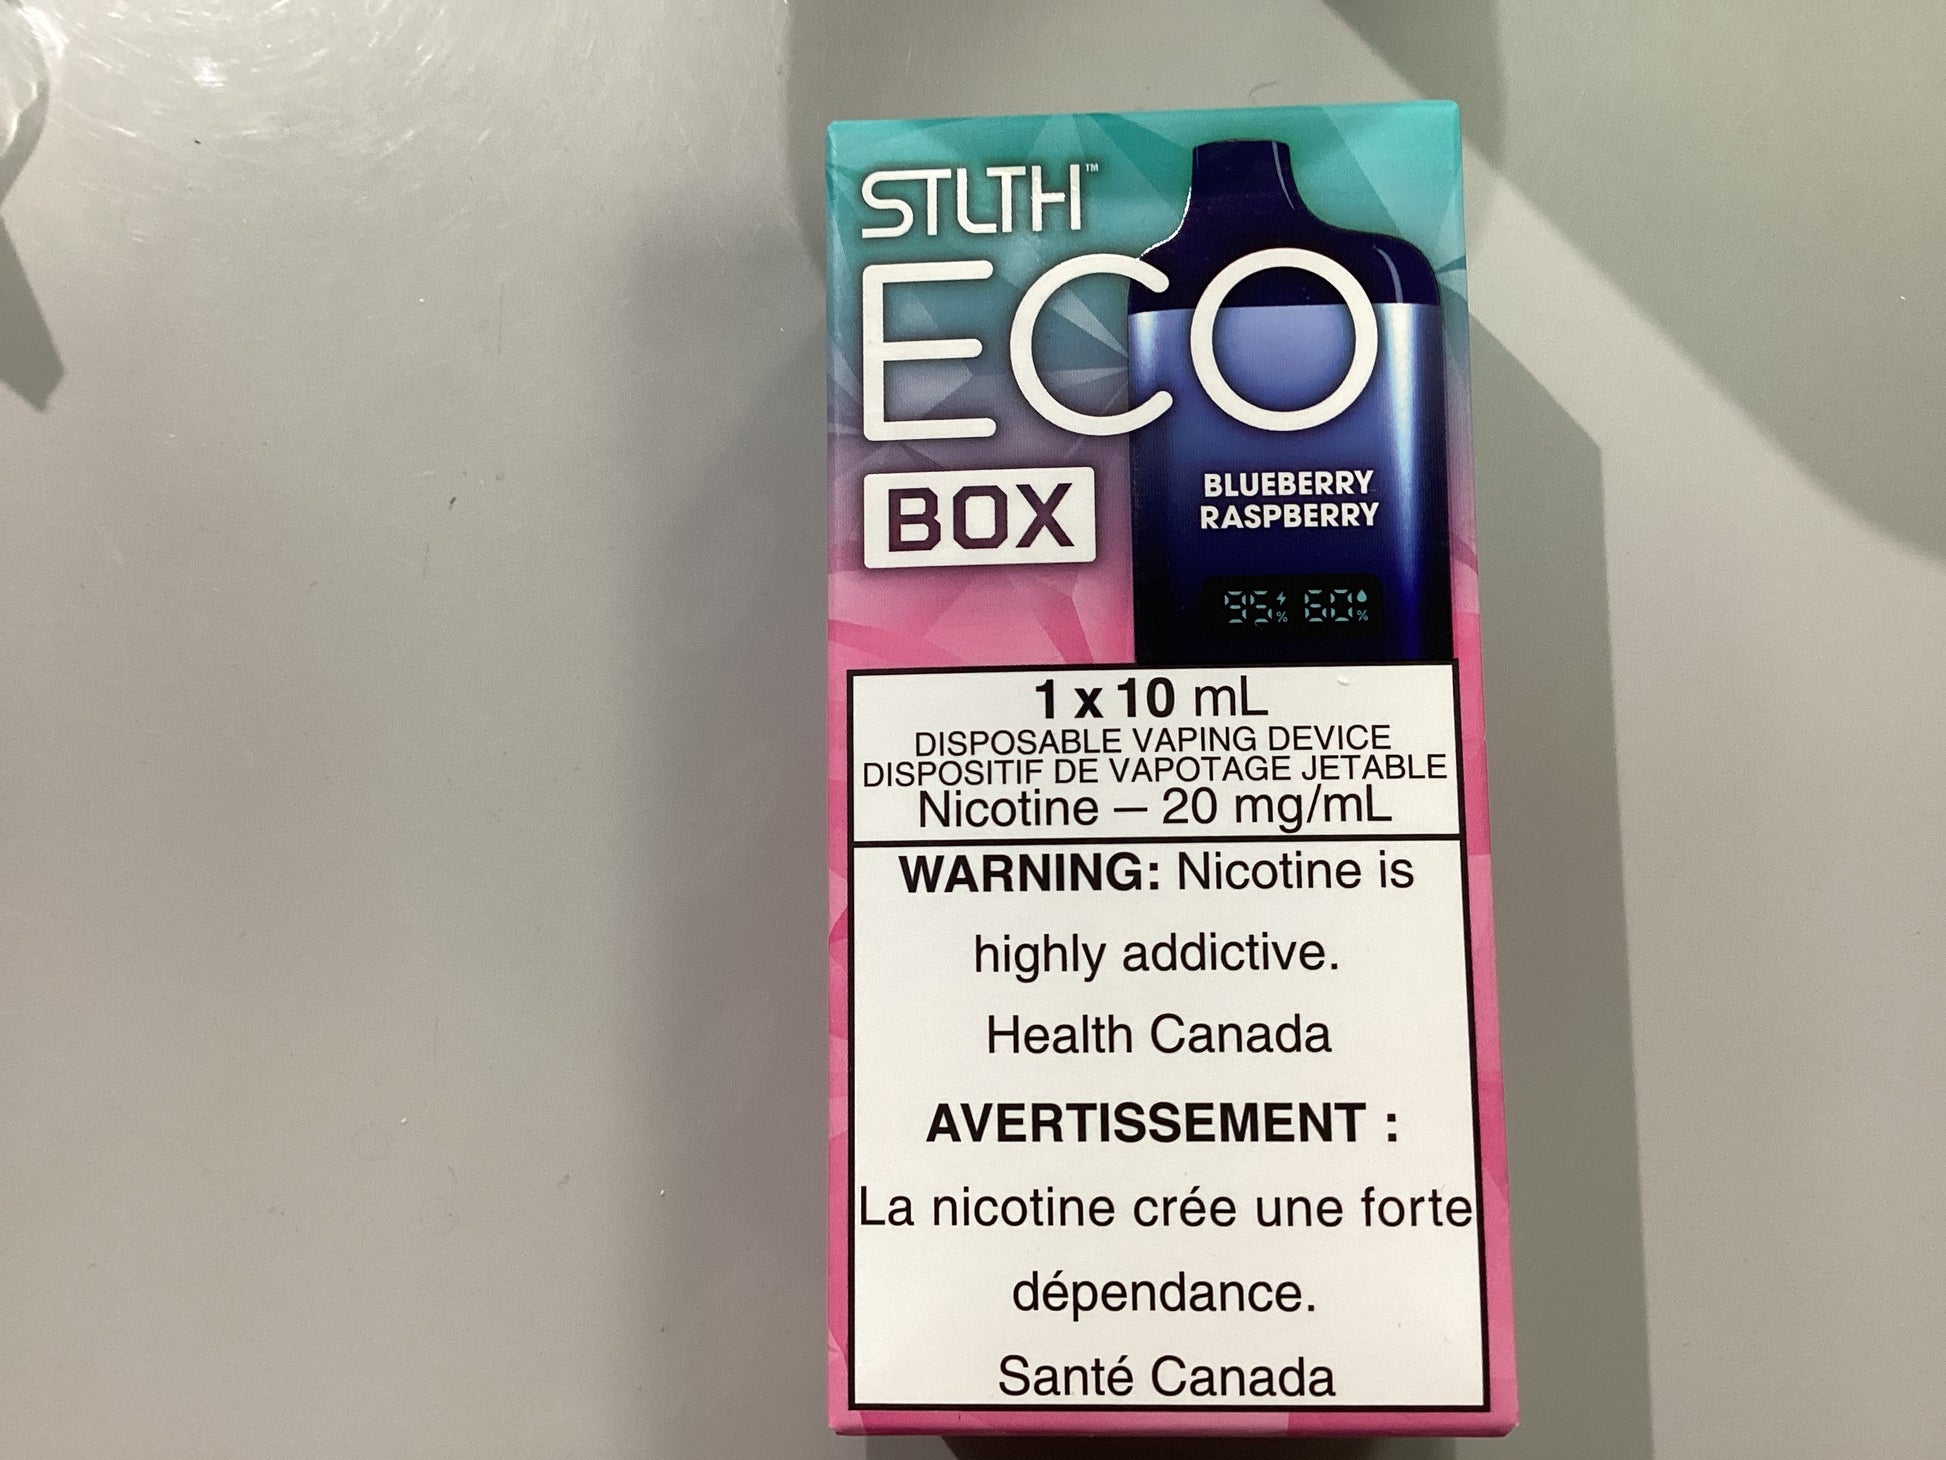 STLTH™
ECO
BOX
BLUEBERRY
RASPBERRY
95% 60%
1 x 10 mL
DISPOSABLE VAPING DEVICE
DISPOSITIF DE VAPOTAGE JETABLE
Nicotine – 20 mg/mL
WARNING: Nicotine is
highly addictive.
Health Canada
AVERTISSEMENT :
La nicotine crée une forte
dépendance.
Santé Canada